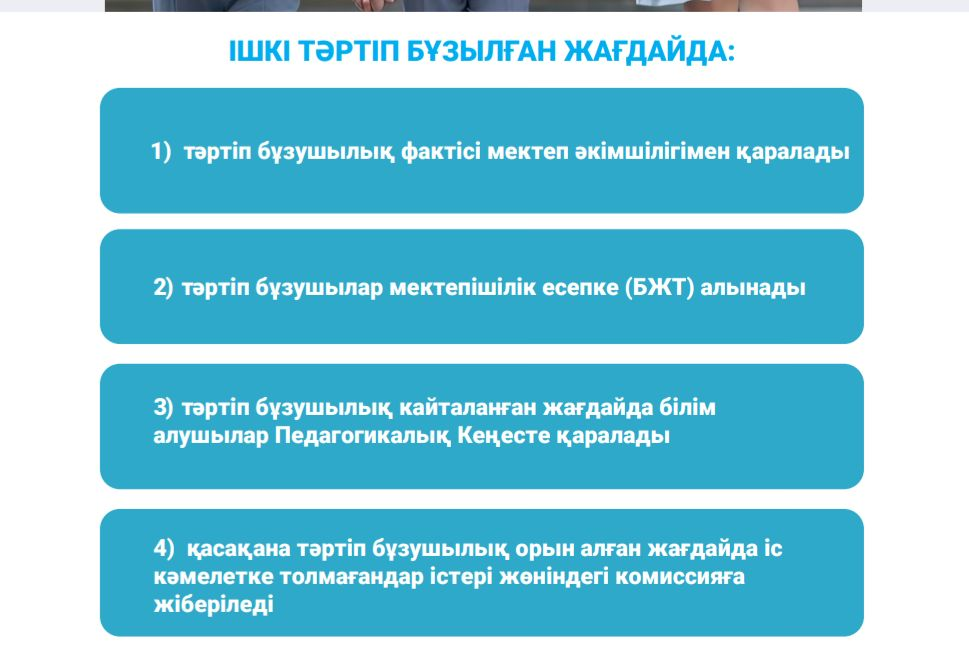 ІШКІ ТӘРТІП БҰЗЫЛҒАН ЖАҒДАЙДА:
1) тәртіп бұзушылық фактісі мектеп әкімшілігімен қаралады
2) тәртіп бұзушылар мектепішілік есепке (БЖТ) алынады
3) тәртіп бұзушылық кайталанған жағдайда білім
алушылар Педагогикалық Кеңесте қаралады
4) қасақана тәртіп бұзушылық орын алған жағдайда іс
кәмелетке толмағандар істері жөніндегі комиссияға
жіберіледі